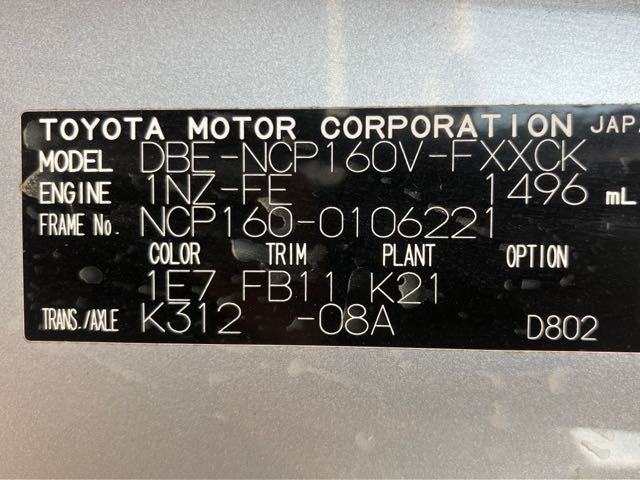 TOYOTA MOTOR CORPORATION JAPA
MODEL DBE-NCP160V-FXXCK
ENGINE 1NZ-FE 1496 mL
FRAME No. NCP160-0106221
COLOR TRIM PLANT OPTION
1E7 FB11 K21
TRANS./AXLE K312 -08A D802